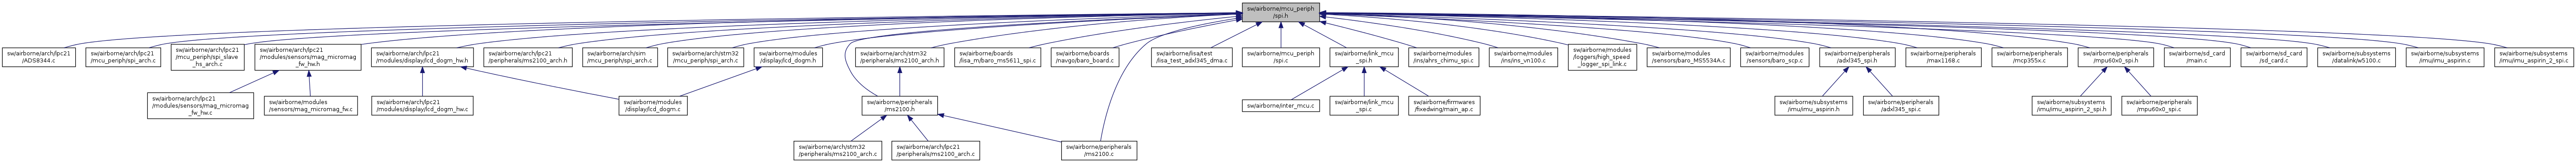 sw/airborne/mcu_periph
/spi.h
sw/airborne/arch/lpc21
/ADS8344.c
sw/airborne/arch/lpc21
/mcu_periph/spi_arch.c
sw/airborne/arch/lpc21
/mcu_periph/spi_slave
_hs_arch.c
sw/airborne/arch/lpc21
/modules/sensors/mag_micromag
_fw_hw.h
sw/airborne/arch/lpc21
/modules/display/lcd_dogm_hw.h
sw/airborne/arch/lpc21
/peripherals/ms2100_arch.h
sw/airborne/arch/sim
/mcu_periph/spi_arch.c
sw/airborne/arch/stm32
/mcu_periph/spi_arch.c
sw/airborne/modules
/display/lcd_dogm.h
sw/airborne/arch/stm32
/peripherals/ms2100_arch.h
sw/airborne/boards
/lisa_m/baro_ms5611_spi.c
sw/airborne/boards
/navgo/baro_board.c
sw/airborne/lisa/test
/lisa_test_adxl345_dma.c
sw/airborne/mcu_periph
/spi.c
sw/airborne/link_mcu
_spi.h
sw/airborne/modules
/ins/ahrs_chimu_spi.c
sw/airborne/modules
/ins/ins_vn100.c
sw/airborne/modules
/loggers/high_speed
_logger_spi_link.c
sw/airborne/modules
/sensors/baro_MS5534A.c
sw/airborne/modules
/sensors/baro_scp.c
sw/airborne/peripherals
/adxl345_spi.h
sw/airborne/peripherals
/max1168.c
sw/airborne/peripherals
/mcp355x.c
sw/airborne/peripherals
/mpu60x0_spi.h
sw/airborne/sd_card
/main.c
sw/airborne/sd_card
/sd_card.c
sw/airborne/subsystems
/datalink/w5100.c
sw/airborne/subsystems
/imu/imu_aspirin.c
sw/airborne/subsystems
/imu/imu_aspirin_2_spi.c
sw/airborne/arch/lpc21
/modules/sensors/mag_micromag
_fw_hw.c
sw/airborne/modules
/sensors/mag_micromag_fw.c
sw/airborne/arch/lpc21
/modules/display/lcd_dogm_hw.c
sw/airborne/modules
/display/lcd_dogm.c
sw/airborne/peripherals
/ms2100.h
sw/airborne/inter_mcu.c
sw/airborne/link_mcu
_spi.c
sw/airborne/firmwares
/fixedwing/main_ap.c
sw/airborne/subsystems
/imu/imu_aspirin.h
sw/airborne/peripherals
/adxl345_spi.c
sw/airborne/subsystems
/imu/imu_aspirin_2_spi.h
sw/airborne/peripherals
/mpu60x0_spi.c
sw/airborne/arch/stm32
/peripherals/ms2100_arch.c
sw/airborne/arch/lpc21
/peripherals/ms2100_arch.c
sw/airborne/peripherals
/ms2100.c